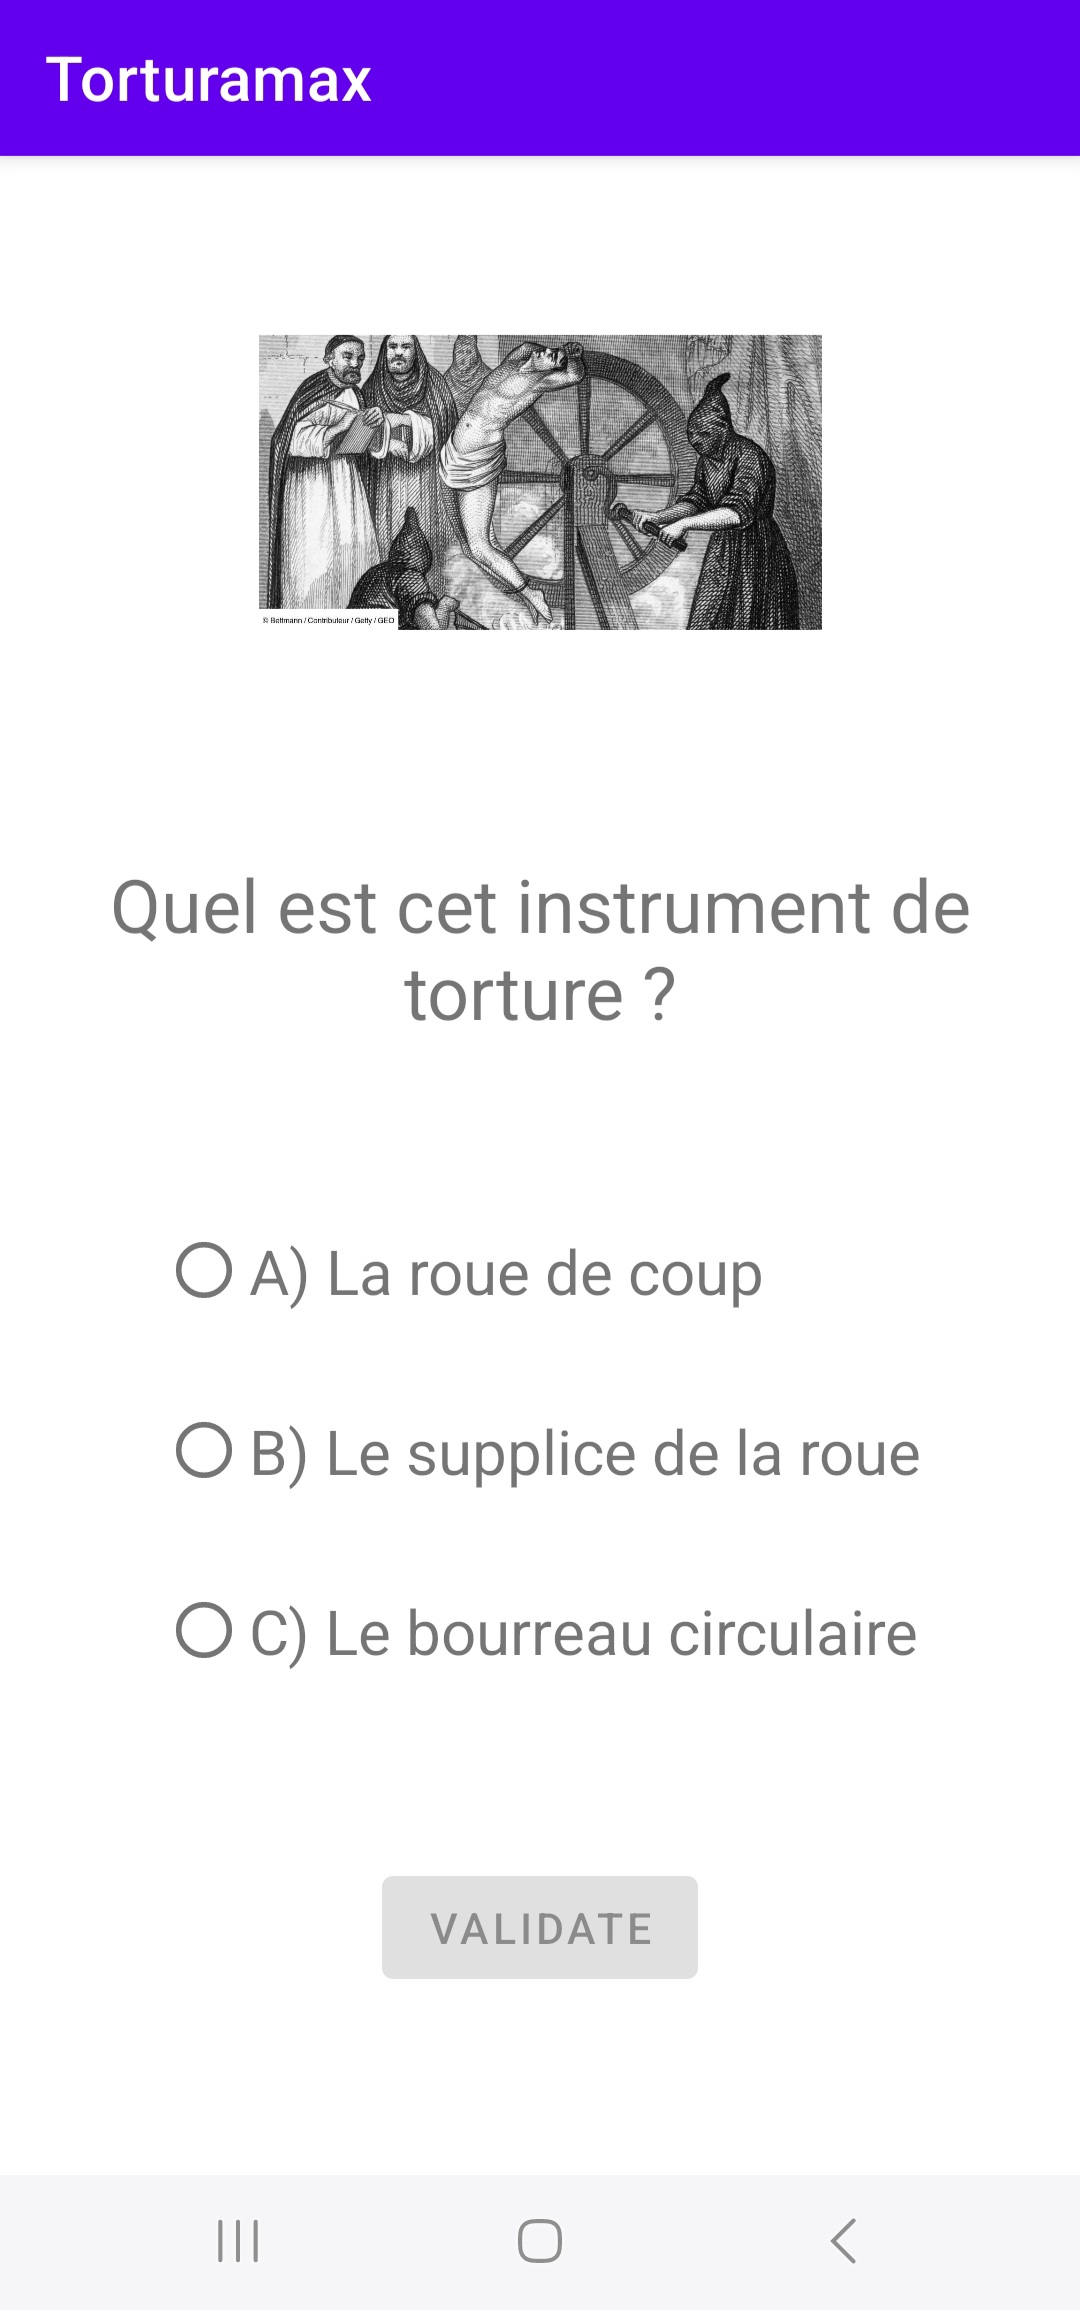 Torturamax
© Bettmann / Contributeur / Getty / GEO
Quel est cet instrument de
torture ?
A) La roue de coup
B) Le supplice de la roue
C) Le bourreau circulaire
VALIDATE